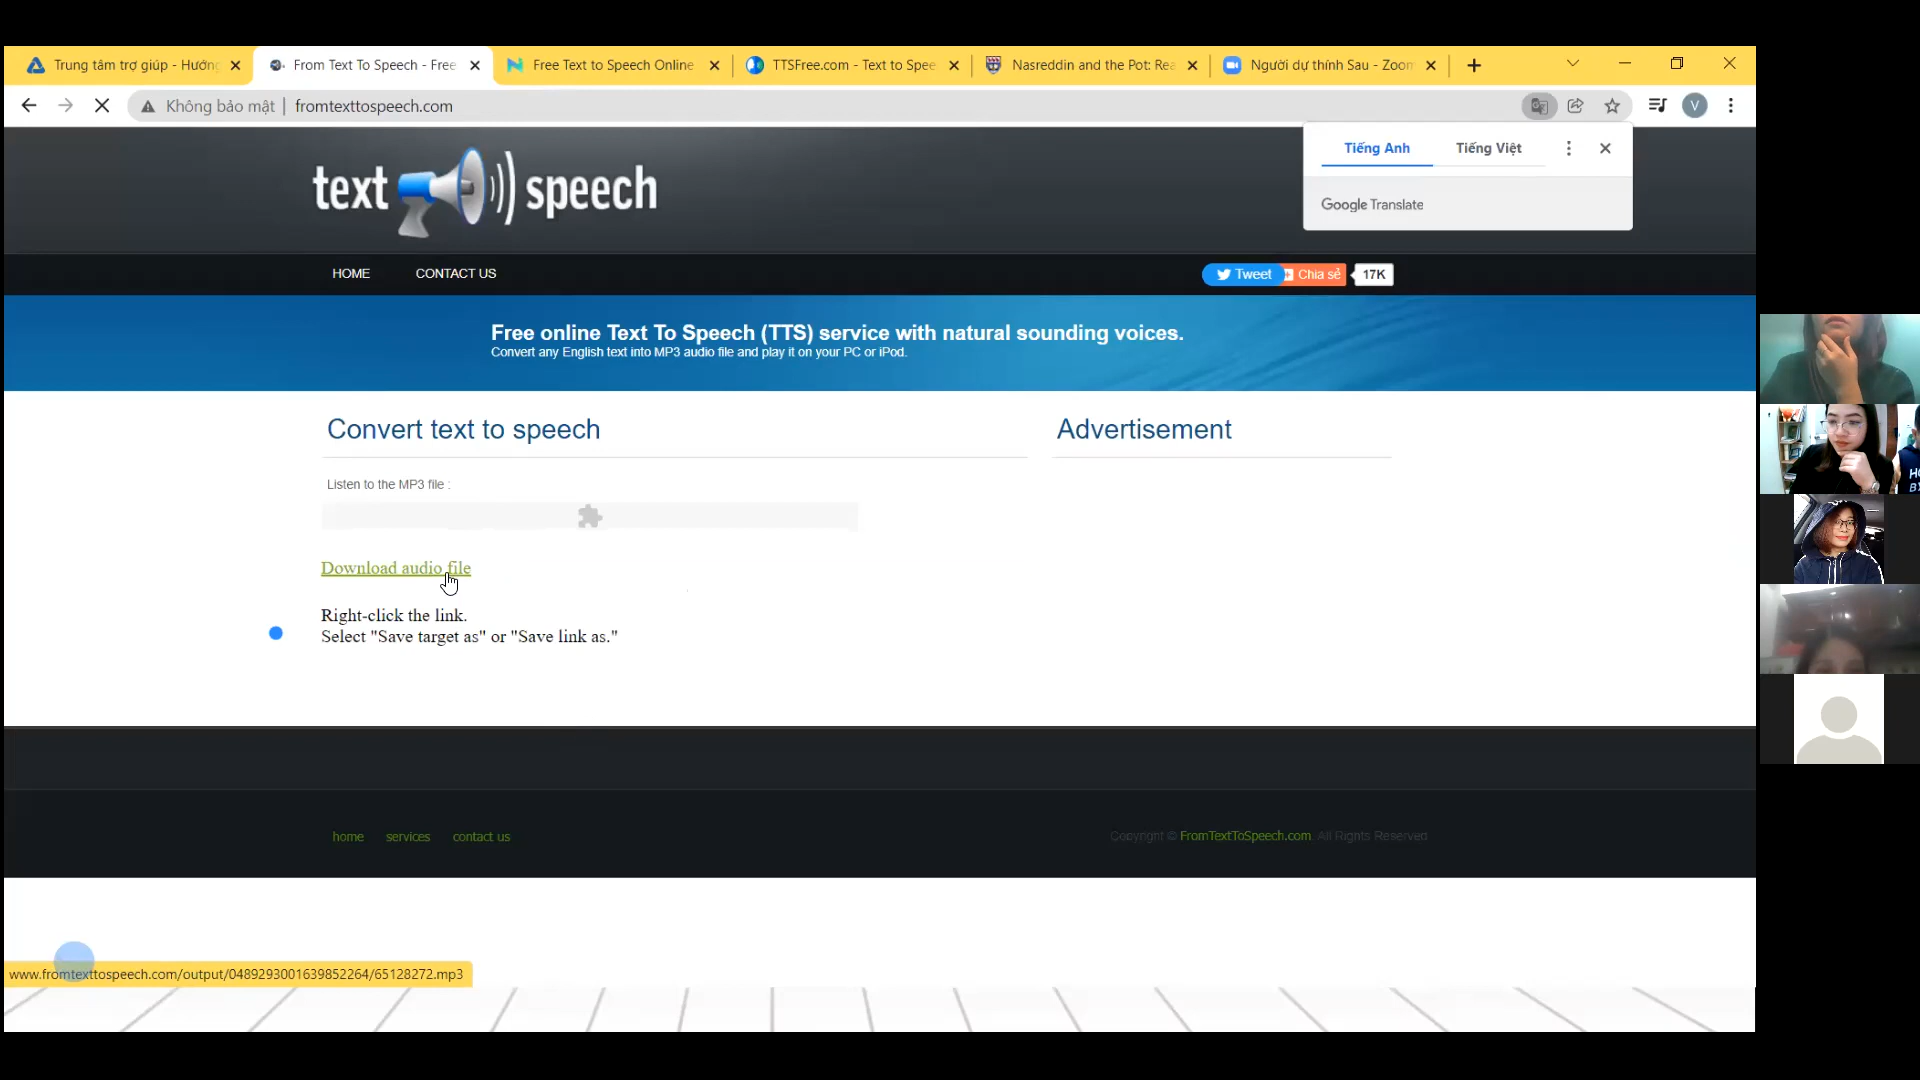 Trung tâm trợ giúp - Hướng
From Text To Speech - Free
Free Text to Speech Online
TTSFree.com - Text to Spee
Nasreddin and the Pot: Rea
Người dự thính Sau - Zoom
Không bảo mật | fromtexttospeech.com
V
Tiếng Anh
Tiếng Việt
Google Translate
text speech
HOME
CONTACT US
Tweet
Chia sẻ
17K
Free online Text To Speech (TTS) service with natural sounding voices.
Convert any English text into MP3 audio file and play it on your PC or iPod.
Convert text to speech
Advertisement
Listen to the MP3 file :
Download audio file
Right-click the link.
Select "Save target as" or "Save link as."
home
services
contact us
Copyright © FromTextToSpeech.com. All Rights Reserved
www.fromtexttospeech.com/output/0489293001639852264/65128272.mp3